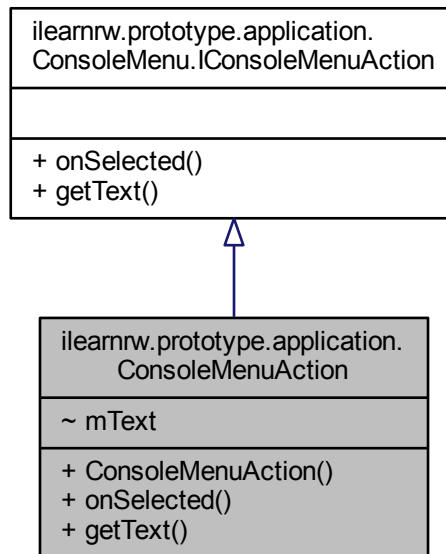 ilearnrw.prototype.application.
ConsoleMenu.IConsoleMenuAction
+ onSelected()
+ getText()
ilearnrw.prototype.application.
ConsoleMenuAction
~ mText
+ ConsoleMenuAction()
+ onSelected()
+ getText()